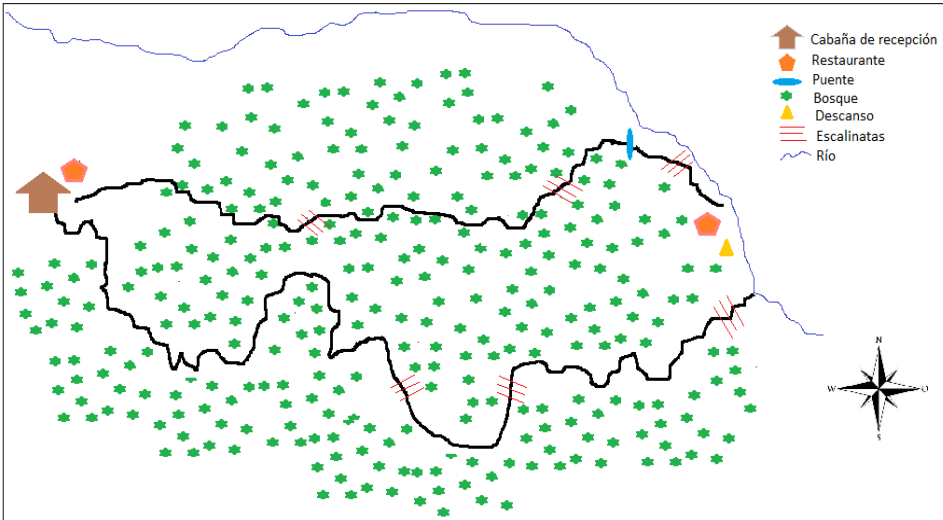 Cabaña de recepción
Restaurante
Puente
Bosque
Descanso
Escalinatas
Río
N
W O
S